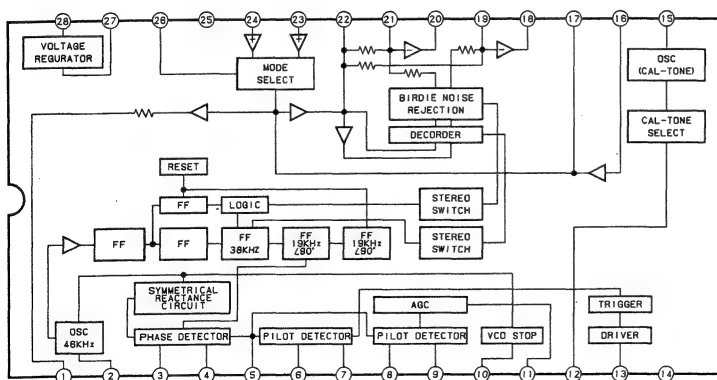 28 27 26 25 24 23 22 21 20 19 18 17 16 15
VOLTAGE
REGURATOR
MODE
SELECT
OSC
(CAL-TONE)
BIRDIE NOISE
REJECTION
CAL-TONE
SELECT
DECORDER
RESET
FF
LOGIC
STEREO
SWITCH
FF
FF
FF
38KHZ
FF
19KHz
∠90°
FF
19KHz
∠90°
STEREO
SWITCH
SYMMETRICAL
REACTANCE
CIRCUIT
AGC
TRIGGER
OSC
46KHz
PHASE DETECTOR
PILOT DETECTOR
PILOT DETECTOR
VCO STOP
DRIVER
1 2 3 4 5 6 7 8 9 10 11 12 13 14